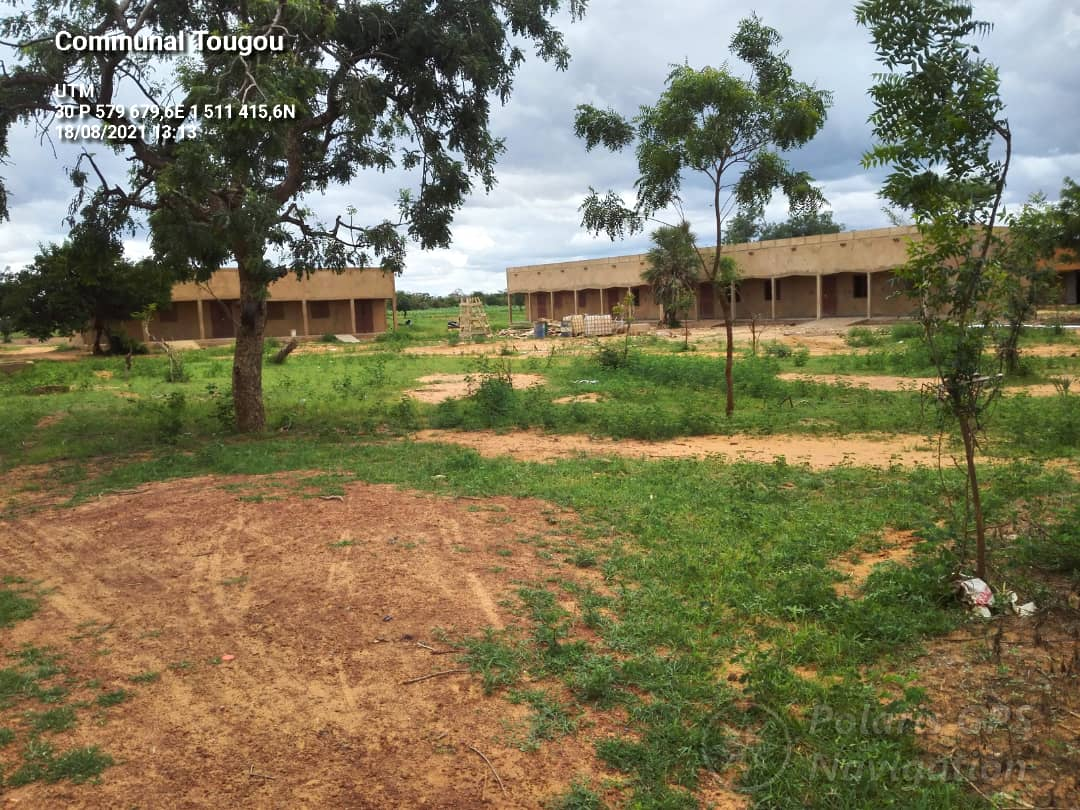 Communal Tougou
UTM
30 P 579 679,6E 1 511 415,6N
18/08/2021 13:13
Polaris GPS
Navigation